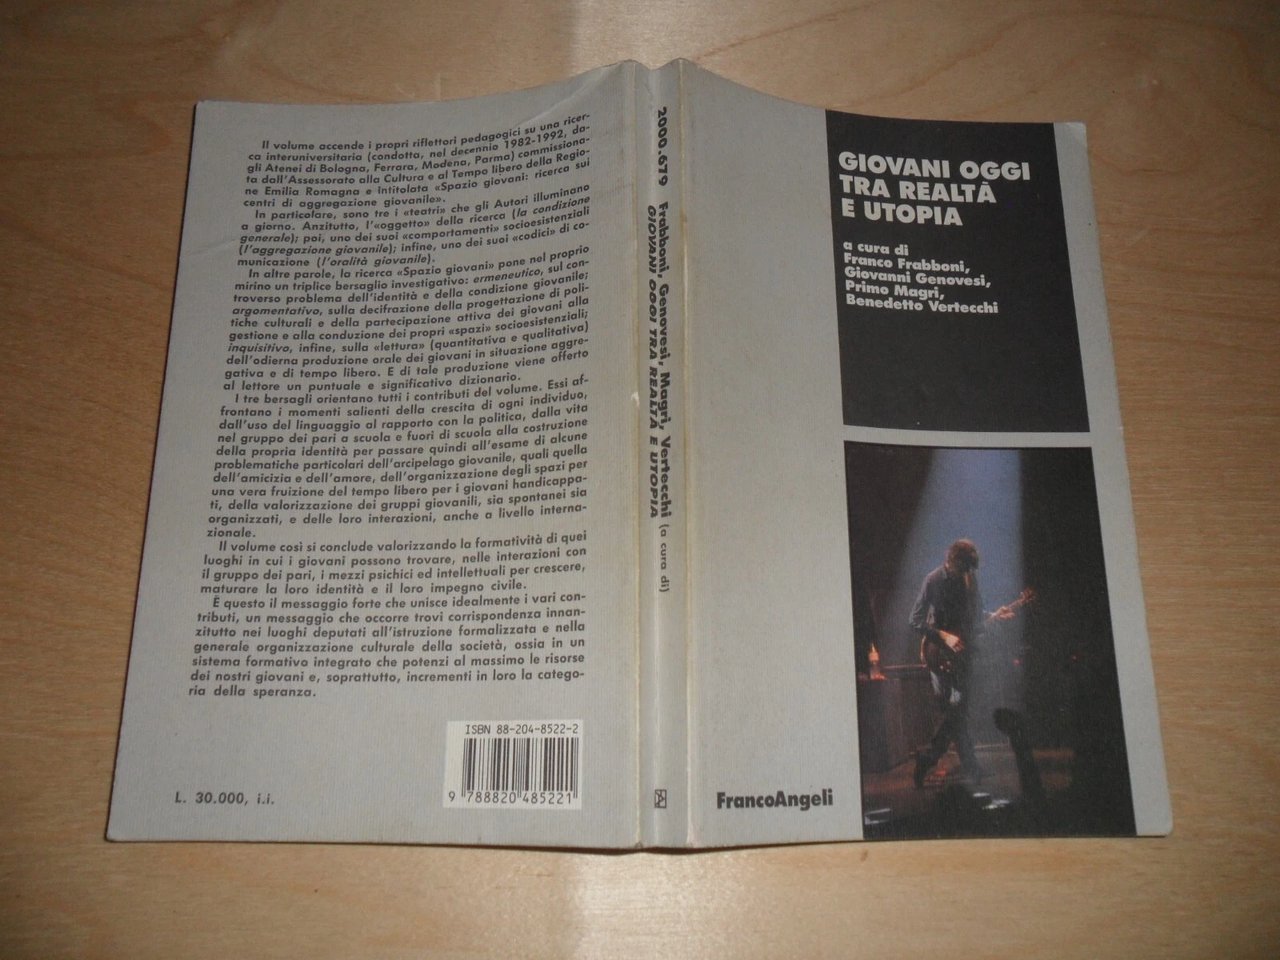 Il volume accende i propri riflettori pedagogici su una ricer-
ca interuniversitaria (condotta, nel decennio 1982-1992, da-
gli Atenei di Bologna, Ferrara, Modena, Parma) commissiona-
ta dall'Assessorato alla Cultura e al Tempo libero della Regio-
ne Emilia Romagna e intitolata «Spazio giovani: ricerca sui
centri di aggregazione giovanile».
In particolare, sono tre i «teatri» che gli Autori illuminano
a giorno. Anzitutto, l'«oggetto» della ricerca (la condizione
generale); poi, uno dei suoi «comportamenti» socioesistenziali
(l'aggregazione giovanile); infine, uno dei suoi «codici» di co-
municazione (l'oralità giovanile).
In altre parole, la ricerca «Spazio giovani» pone nel proprio
mirino un triplice bersaglio investigativo: ermeneutico, sul con-
troverso problema dell'identità e della condizione giovanile;
argomentativo, sulla decifrazione della progettazione di poli-
tiche culturali e della partecipazione attiva dei giovani alla
gestione e alla conduzione dei propri «spazi» socioesistenziali;
inquisitivo, infine, sulla «lettura» (quantitativa e qualitativa)
dell'odierna produzione orale dei giovani in situazione aggre-
gativa e di tempo libero. E di tale produzione viene offerto
al lettore un puntuale e significativo dizionario.
I tre bersagli orientano tutti i contributi del volume. Essi af-
frontano i momenti salienti della crescita di ogni individuo,
dall'uso del linguaggio al rapporto con la politica, dalla vita
nel gruppo dei pari a scuola e fuori di scuola alla costruzione
della propria identità per passare quindi all'esame di alcune
problematiche particolari dell'arcipelago giovanile, quali quella
dell'amicizia e dell'amore, dell'organizzazione degli spazi per
una vera fruizione del tempo libero per i giovani handicappa-
ti, della valorizzazione dei gruppi giovanili, sia spontanei sia
organizzati, e delle loro interazioni, anche a livello interna-
zionale.
Il volume così si conclude valorizzando la formatività di quei
luoghi in cui i giovani possono trovare, nelle interazioni con
il gruppo dei pari, i mezzi psichici ed intellettuali per crescere,
maturare la loro identità e il loro impegno civile.
È questo il messaggio forte che unisce idealmente i vari con-
tributi, un messaggio che occorre trovi corrispondenza innan-
zitutto nei luoghi deputati all'istruzione formalizzata e nella
generale organizzazione culturale della società, ossia in un
sistema formativo integrato che potenzi al massimo le risorse
dei nostri giovani e, soprattutto, incrementi in loro la catego-
ria della speranza.
L. 30.000, i.i.
ISBN 88-204-8522-2
9 788820 485221
2000.679 Frabboni, Genovesi, Magri, Vertecchi (a cura di)
GIOVANI OGGI TRA REALTÀ E UTOPIA
GIOVANI OGGI
TRA REALTÀ
E UTOPIA
a cura di
Franco Frabboni,
Giovanni Genovesi,
Primo Magri,
Benedetto Vertecchi
FrancoAngeli